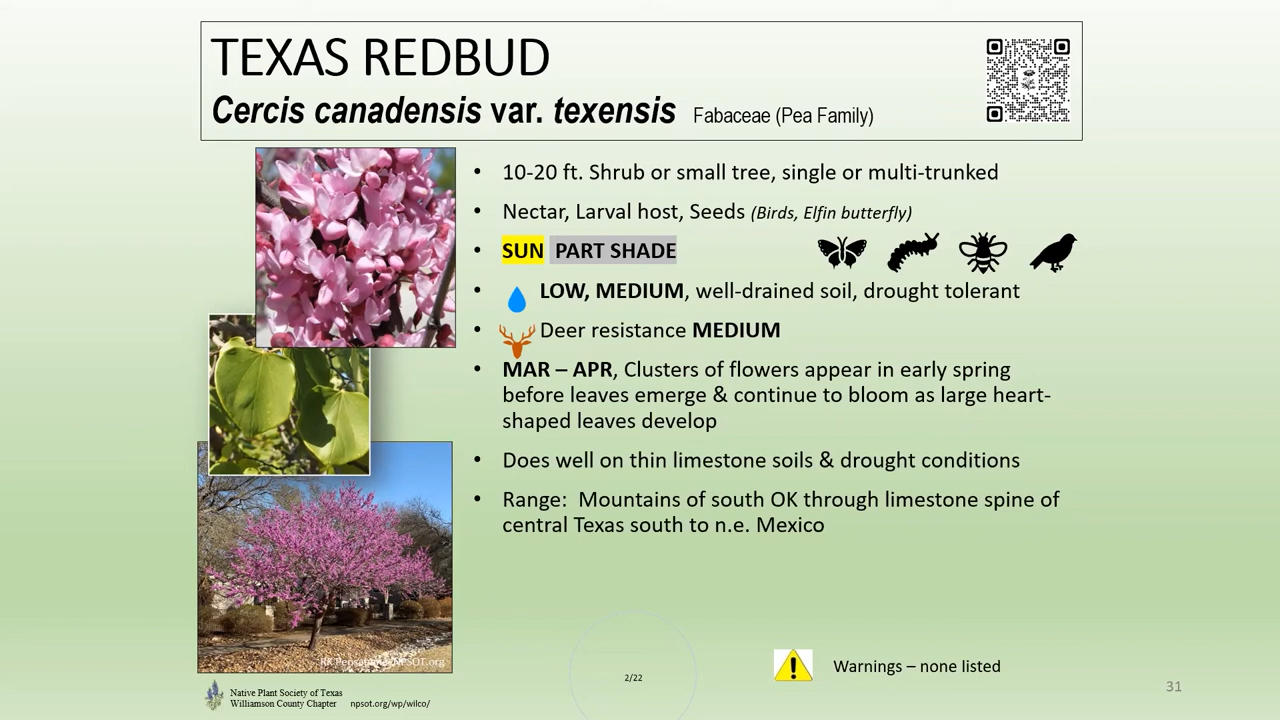 TEXAS REDBUD
Cercis canadensis var. texensis Fabaceae (Pea Family)
• 10-20 ft. Shrub or small tree, single or multi-trunked
• Nectar, Larval host, Seeds (Birds, Elfin butterfly)
• SUN PART SHADE
• LOW, MEDIUM, well-drained soil, drought tolerant
• Deer resistance MEDIUM
• MAR – APR, Clusters of flowers appear in early spring
before leaves emerge & continue to bloom as large heart-
shaped leaves develop
• Does well on thin limestone soils & drought conditions
• Range: Mountains of south OK through limestone spine of
central Texas south to n.e. Mexico
Warnings – none listed
Native Plant Society of Texas
Williamson County Chapter npsot.org/wp/wilco/
2/22
31